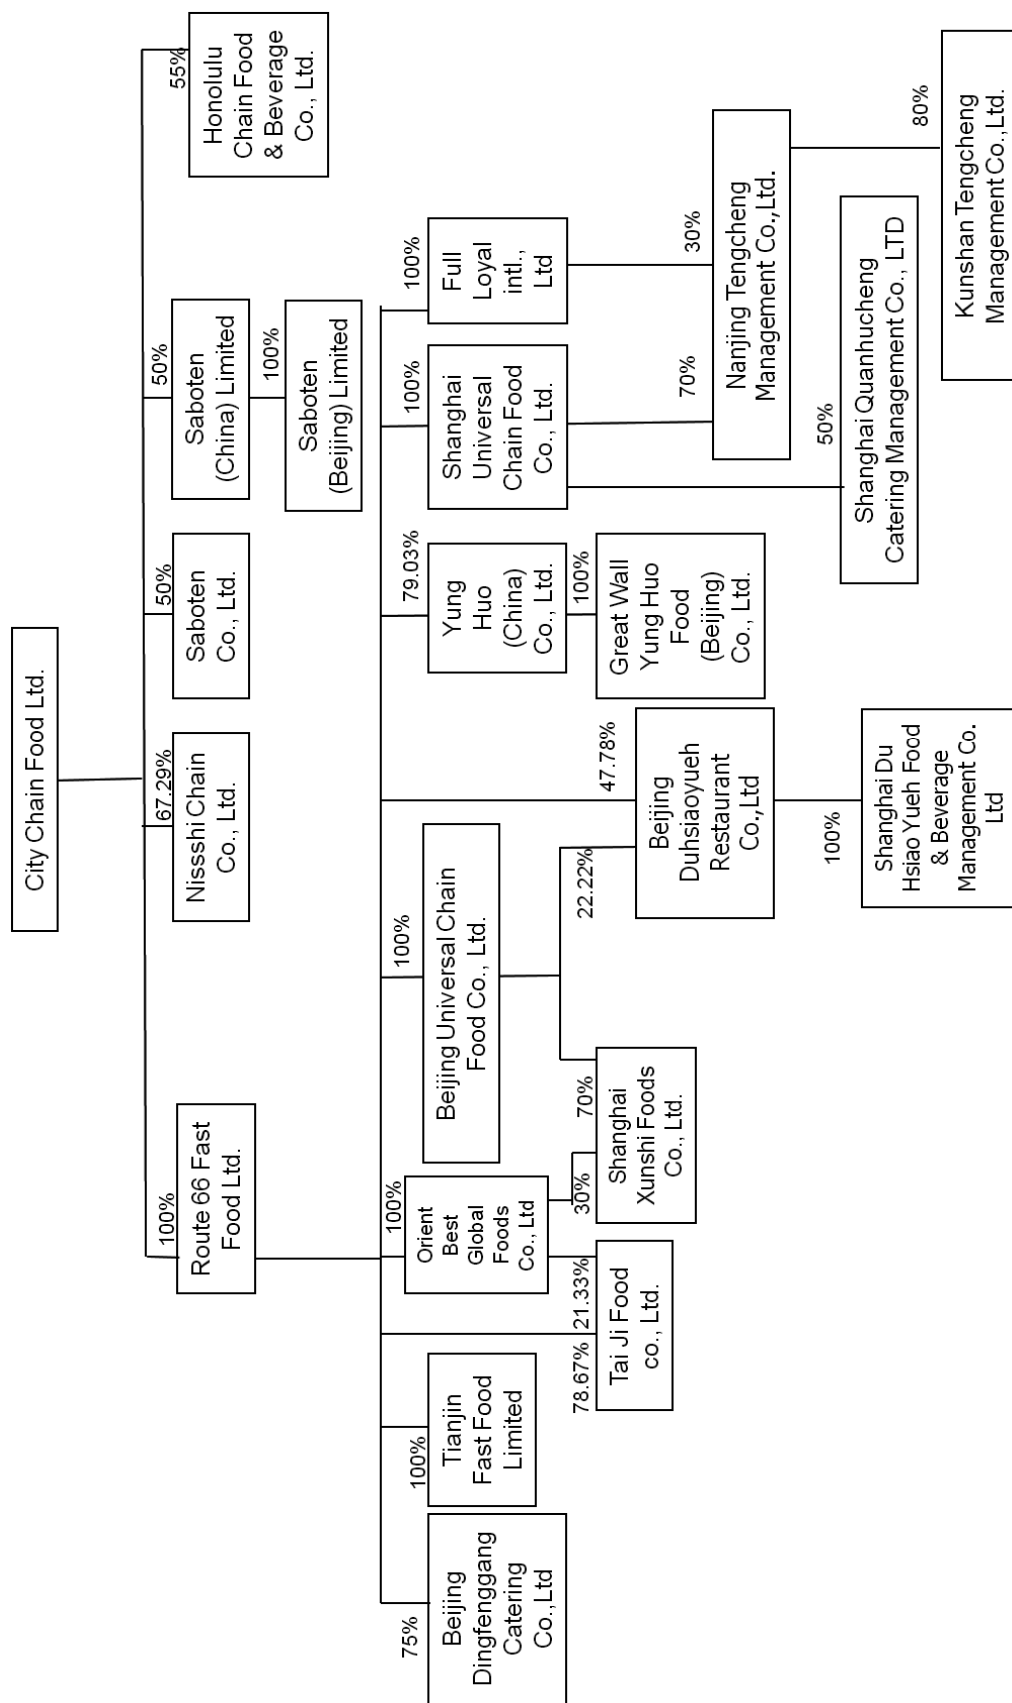 City Chain Food Ltd.
100%
67.29%
50%
50%
55%
Route 66 Fast
Food Ltd.
Nissshi Chain
Co., Ltd.
Saboten
Co., Ltd.
Saboten
(China) Limited
Honolulu
Chain Food
& Beverage
Co., Ltd.
100%
Saboten
(Beijing) Limited
75%
100%
100%
100%
79.03%
100%
100%
Beijing
Dingfenggang
Catering
Co.,Ltd
Tianjin
Fast Food
Limited
Orient
Best
Global
Foods
Co., Ltd
Beijing Universal Chain
Food Co., Ltd.
Yung
Huo
(China)
Co., Ltd.
Shanghai
Universal
Chain Food
Co., Ltd.
Full
Loyal
intl.,
Ltd
78.67%
21.33%
30%
70%
22.22%
47.78%
100%
Tai Ji Food
co., Ltd.
Shanghai
Xunshi Foods
Co., Ltd.
Beijing
Duhsiaoyueh
Restaurant
Co.,Ltd
Great Wall
Yung Huo
Food
(Beijing)
Co., Ltd.
70%
30%
Nanjing Tengcheng
Management Co.,Ltd.
100%
50%
80%
Shanghai Du
Hsiao Yueh Food
& Beverage
Management Co.
Ltd
Shanghai Quanhucheng
Catering Management Co., LTD
Kunshan Tengcheng
Management Co.,Ltd.